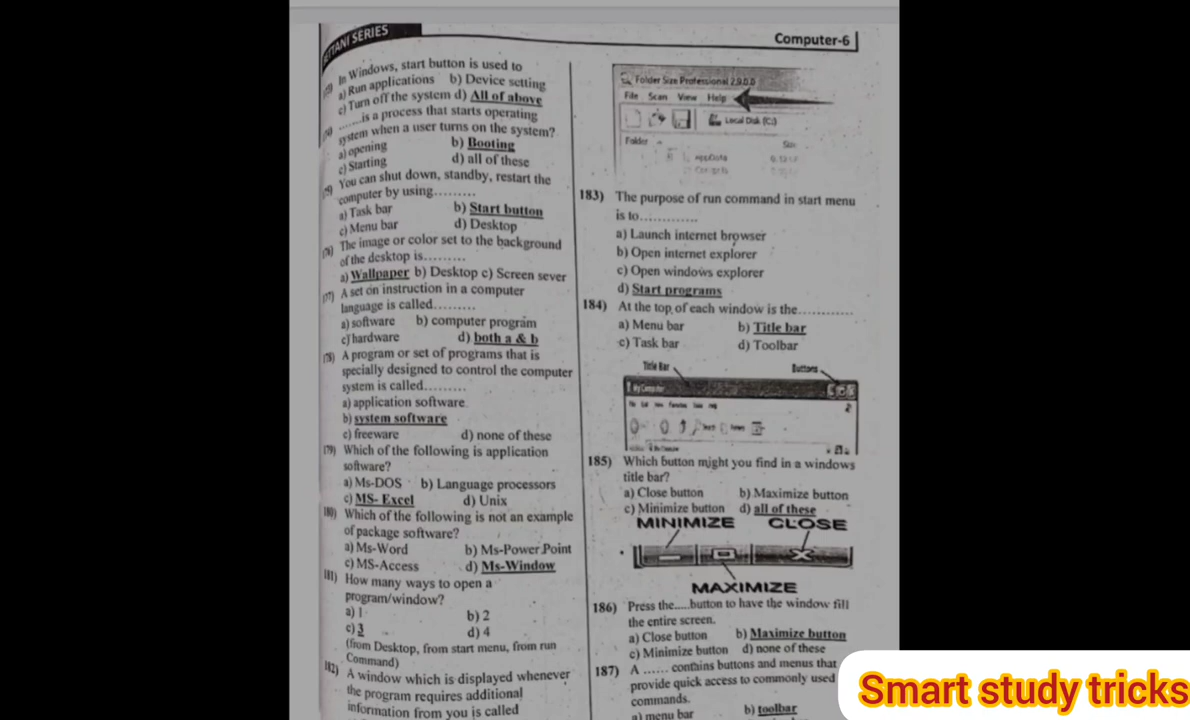 TTANI SERIES
Computer-6
In Windows, start button is used to
a) Run applications b) Device setting
c) Turn off the system d) All of above
.......is a process that starts operating
system when a user turns on the system?
a) opening b) Booting
c) Starting d) all of these
You can shut down, standby, restart the
computer by using.........
a) Task bar b) Start button
c) Menu bar d) Desktop
The image or color set to the background
of the desktop is.........
a) Wallpaper b) Desktop c) Screen sever
177) A set on instruction in a computer
language is called.........
a) software b) computer program
c) hardware d) both a & b
178) A program or set of programs that is
specially designed to control the computer
system is called.........
a) application software
b) system software
c) freeware d) none of these
179) Which of the following is application
software?
a) Ms-DOS b) Language processors
c) MS- Excel d) Unix
180) Which of the following is not an example
of package software?
a) Ms-Word b) Ms-Power Point
c) MS-Access d) Ms-Window
181) How many ways to open a
program/window?
a) 1 b) 2
c) 3 d) 4
(from Desktop, from start menu, from run
Command)
182) A window which is displayed whenever
the program requires additional
information from you is called
Folder Size Professional 2.9.0.0
File Scan View Help
Local Disk (C:)
Folder Size
AppData
183) The purpose of run command in start menu
is to.............
a) Launch internet browser
b) Open internet explorer
c) Open windows explorer
d) Start programs
184) At the top of each window is the............
a) Menu bar b) Title bar
c) Task bar d) Toolbar
Title Bar Buttons
My Computer
185) Which button might you find in a windows
title bar?
a) Close button b) Maximize button
c) Minimize button d) all of these
MINIMIZE CLOSE
MAXIMIZE
186) Press the.....button to have the window fill
the entire screen.
a) Close button b) Maximize button
c) Minimize button d) none of these
187) A ...... contains buttons and menus that
provide quick access to commonly used
commands.
a) menu bar b) toolbar
Smart study tricks